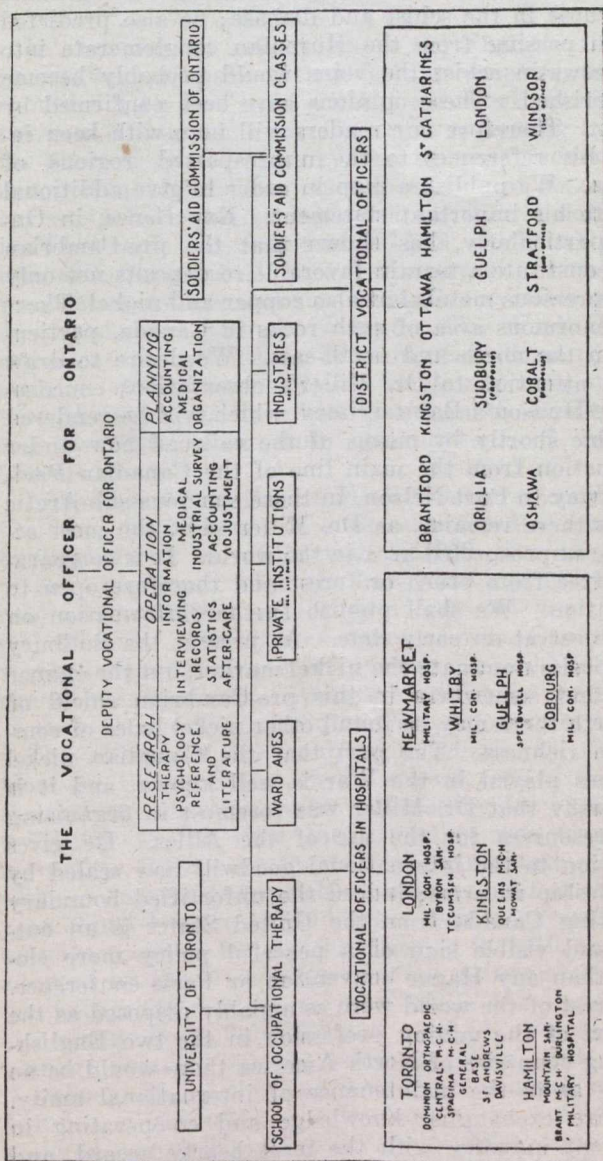 THE VOCATIONAL OFFICER FOR ONTARIO
DEPUTY VOCATIONAL OFFICER FOR ONTARIO
UNIVERSITY OF TORONTO
RESEARCH
THERAPY
PSYCHOLOGY
REFERENCE
AND
LITERATURE
OPERATION
INFORMATION
INTERVIEWING
RECORDS
STATISTICS
AFTER-CARE
MEDICAL
INDUSTRIAL SURVEY
ACCOUNTING
ADJUSTMENT
PLANNING
ACCOUNTING
MEDICAL
ORGANIZATION
SOLDIERS' AID COMMISSION OF ONTARIO
SCHOOL OF OCCUPATIONAL THERAPY
WARD AIDES
PRIVATE INSTITUTIONS
INDUSTRIES
SOLDIERS' AID COMMISSION CLASSES
VOCATIONAL OFFICERS IN HOSPITALS
DISTRICT VOCATIONAL OFFICERS
TORONTO
DOMINION ORTHOPAEDIC
CENTRAL - M·C·H·
SPADINA - M·C·H
BASE
ST ANDREWS
DAVISVILLE
HAMILTON
MOUNTAIN SAN·
BRANT M·C·H· BURLINGTON
MILITARY HOSPITAL
LONDON
MIL COM· HOSP·
BYRON SAN·
TECUMSEH HOSP
KINGSTON
QUEENS M·C·H
MOWAT SAN·
NEWMARKET
MILITARY HOSP·
WHITBY
MIL COM· HOSP
GUELPH
SPEEDWELL HOSP
COBOURG
MIL COM HOSP
BRANTFORD KINGSTON OTTAWA HAMILTON ST CATHARINES
ORILLIA SUDBURY GUELPH LONDON
OSHAWA COBALT STRATFORD WINDSOR